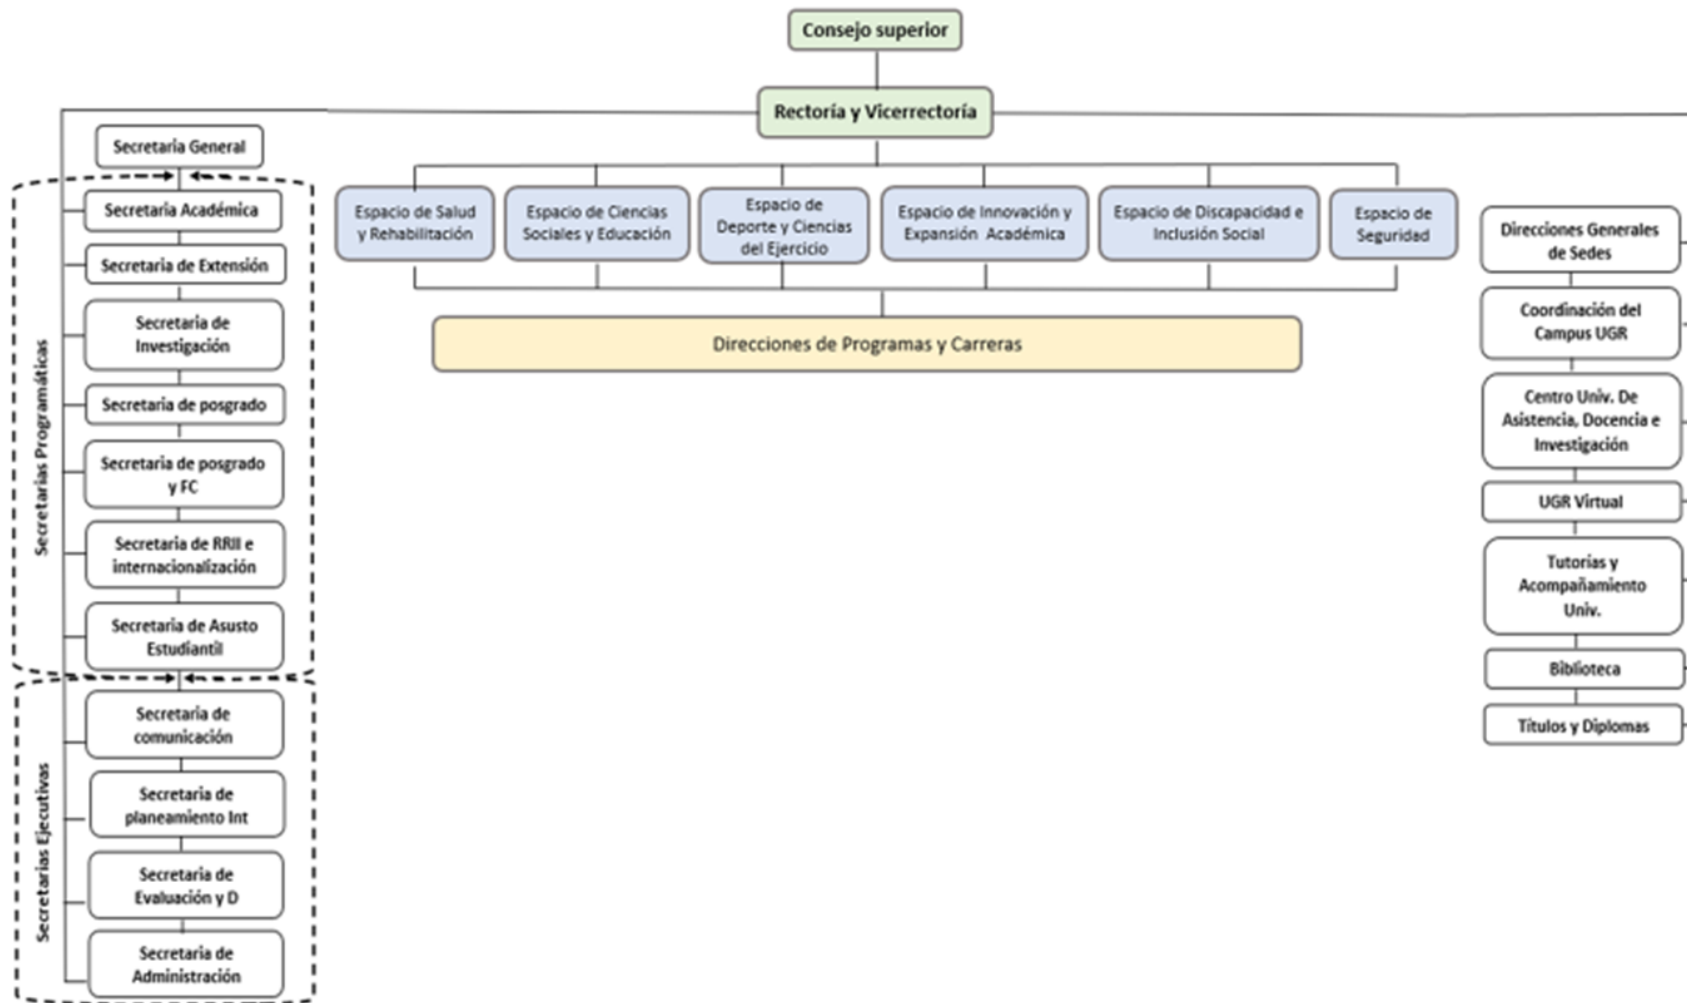 Consejo superior
Rectoría y Vicerrectoría
Secretaria General
Secretarias Programáticas
Secretaria Académica
Secretaria de Extensión
Secretaria de
Investigación
Secretaria de posgrado
Secretaria de posgrado
y FC
Secretaria de RRII e
internacionalización
Secretaria de Asusto
Estudiantil
Secretarias Ejecutivas
Secretaria de
comunicación
Secretaria de
planeamiento Int
Secretaria de
Evaluación y D
Secretaria de
Administración
Espacio de Salud
y Rehabilitación
Espacio de Ciencias
Sociales y Educación
Espacio de
Deporte y Ciencias
del Ejercicio
Espacio de Innovación y
Expansión Académica
Espacio de Discapacidad e
Inclusión Social
Espacio de
Seguridad
Direcciones de Programas y Carreras
Direcciones Generales
de Sedes
Coordinación del
Campus UGR
Centro Univ. De
Asistencia, Docencia e
Investigación
UGR Virtual
Tutorías y
Acompañamiento
Univ.
Biblioteca
Títulos y Diplomas